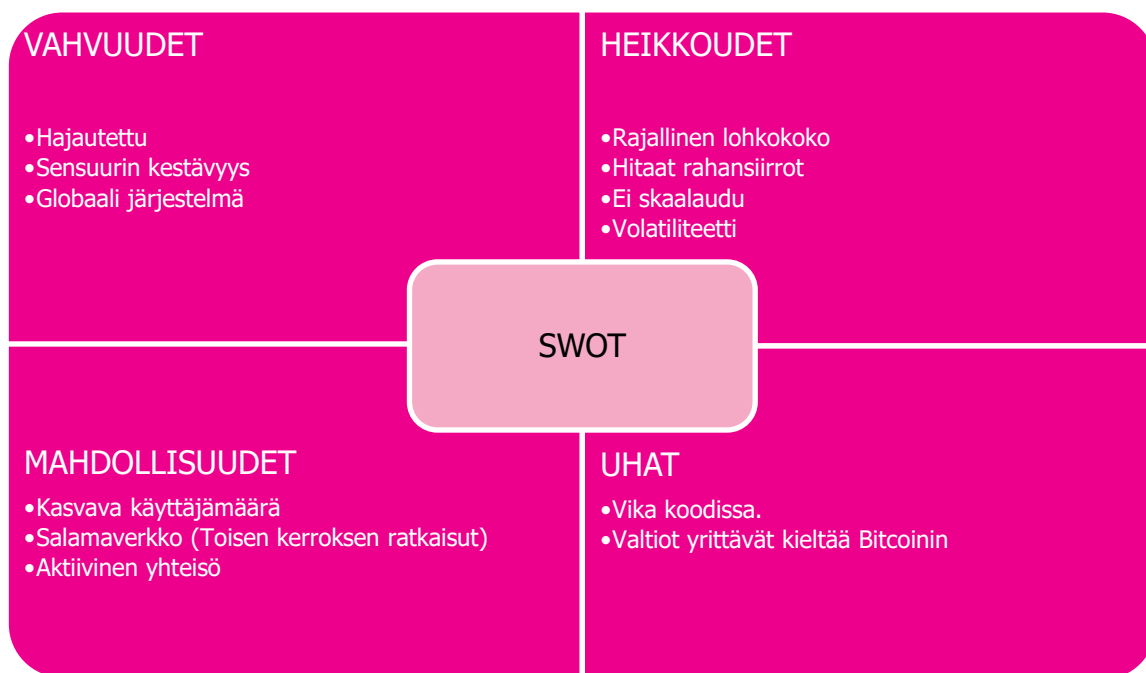 VAHVUUDET
•Hajautettu
•Sensuurin kestävyys
•Globaali järjestelmä
HEIKKOUDET
•Rajallinen lohkokoko
•Hitaat rahansiirrot
•Ei skaalaudu
•Volatiliteetti
SWOT
MAHDOLLISUUDET
•Kasvava käyttäjämäärä
•Salamaverkko (Toisen kerroksen ratkaisut)
•Aktiivinen yhteisö
UHAT
•Vika koodissa.
•Valtiot yrittävät kieltää Bitcoinin